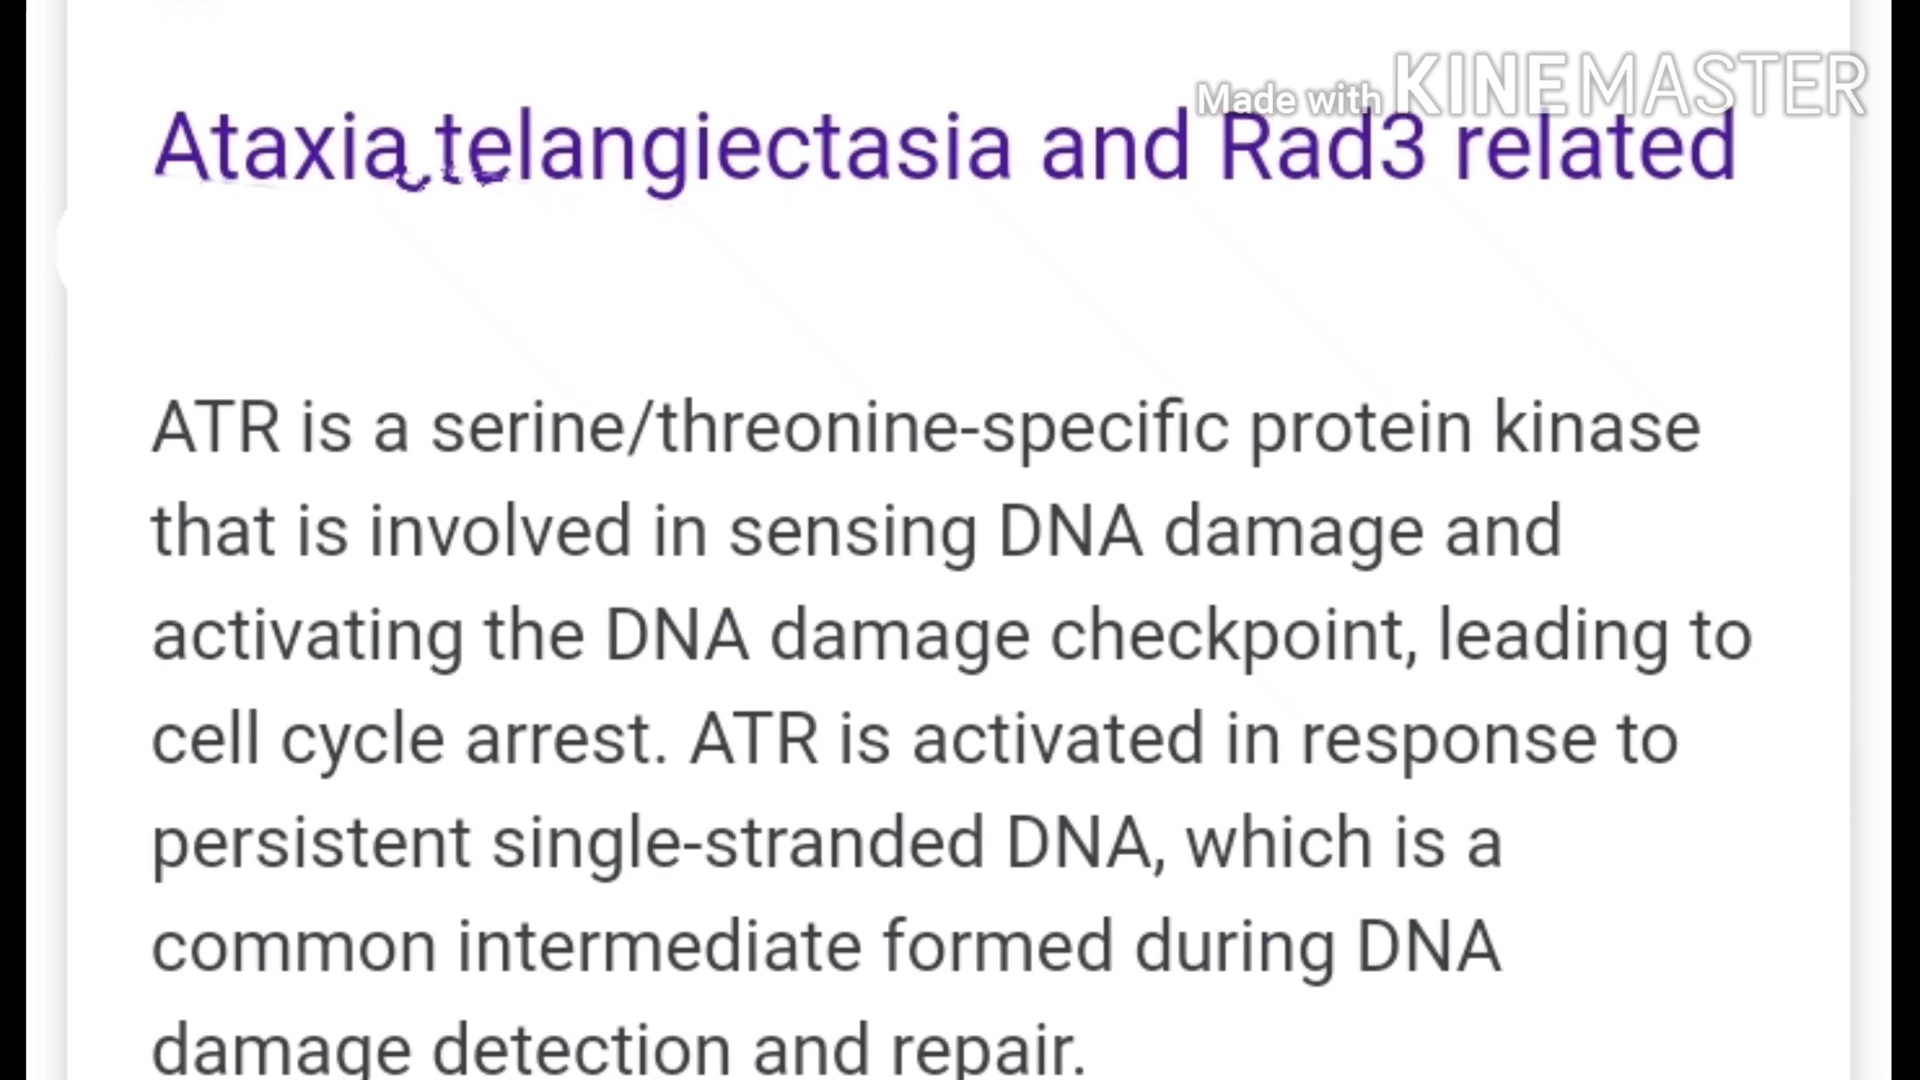 Made with KINEMASTER
Ataxia telangiectasia and Rad3 related
ATR is a serine/threonine-specific protein kinase
that is involved in sensing DNA damage and
activating the DNA damage checkpoint, leading to
cell cycle arrest. ATR is activated in response to
persistent single-stranded DNA, which is a
common intermediate formed during DNA
damage detection and repair.